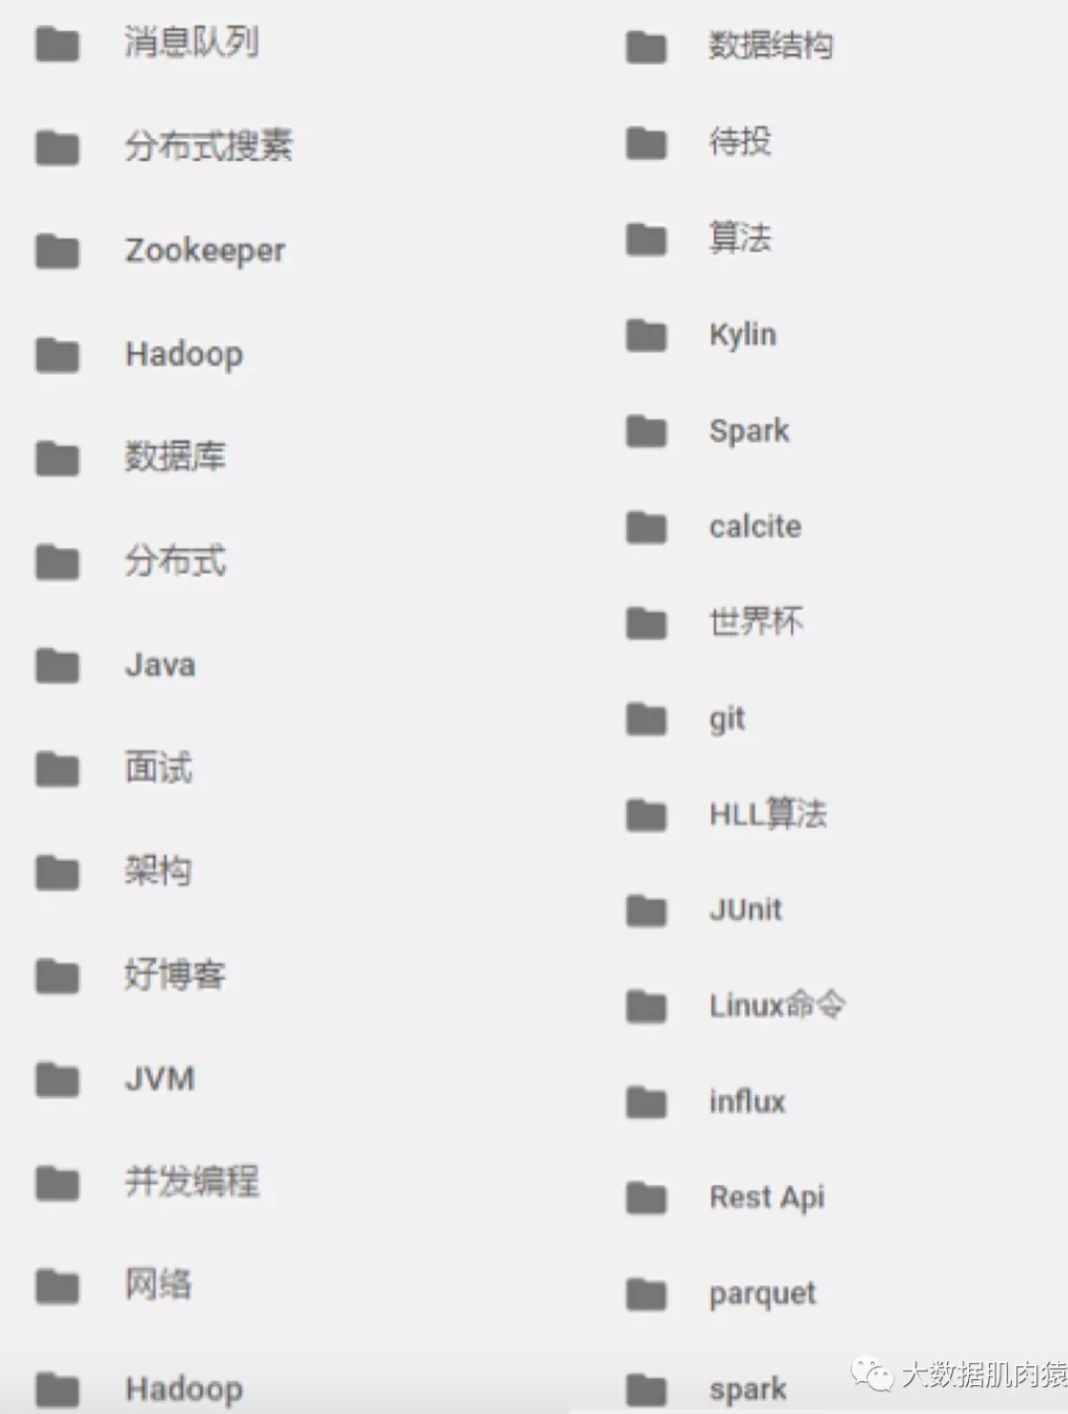 消息队列
分布式搜素
Zookeeper
Hadoop
数据库
分布式
Java
面试
架构
好博客
JVM
并发编程
网络
Hadoop
数据结构
待投
算法
Kylin
Spark
calcite
世界杯
git
HLL算法
JUnit
Linux命令
influx
Rest Api
parquet
spark
大数据肌肉猿